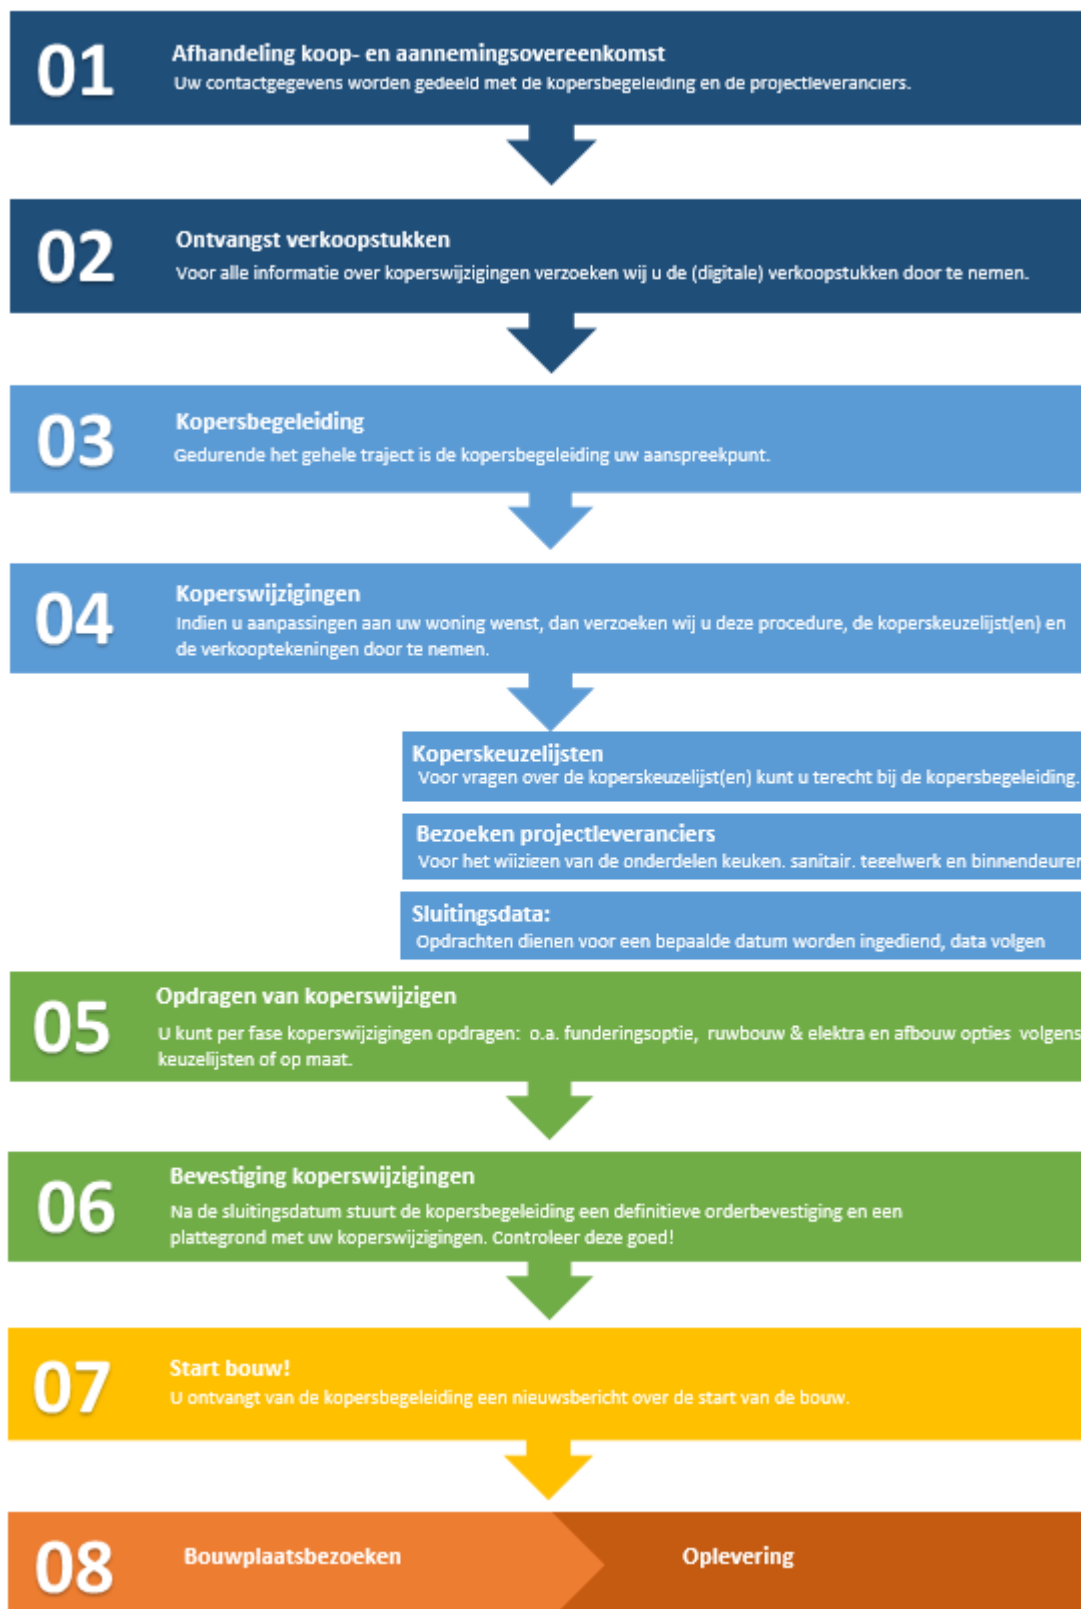 01
Afhandeling koop- en aannemingsovereenkomst
Uw contactgegevens worden gedeeld met de kopersbegeleiding en de projectleveranciers.
02
Ontvangst verkoopstukken
Voor alle informatie over koperswijzigingen verzoeken wij u de (digitale) verkoopstukken door te nemen.
03
Kopersbegeleiding
Gedurende het gehele traject is de kopersbegeleiding uw aanspreekpunt.
04
Koperswijzigingen
Indien u aanpassingen aan uw woning wenst, dan verzoeken wij u deze procedure, de koperskeuzelijst(en) en
de verkooptekeningen door te nemen.
Koperskeuzelijsten
Voor vragen over de koperskeuzelijst(en) kunt u terecht bij de kopersbegeleiding.
Bezoeken projectleveranciers
Voor het wijzigen van de onderdelen keuken, sanitair, tegelwerk en binnendeuren
Sluitingsdata:
Opdrachten dienen voor een bepaalde datum worden ingediend, data volgen
05
Opdragen van koperswijzigen
U kunt per fase koperswijzigingen opdragen: o.a. funderingsoptie, ruwbouw & elektra en afbouw opties volgens
keuzelijsten of op maat.
06
Bevestiging koperswijzigingen
Na de sluitingsdatum stuurt de kopersbegeleiding een definitieve orderbevestiging en een
plattegrond met uw koperswijzigingen. Controleer deze goed!
07
Start bouw!
U ontvangt van de kopersbegeleiding een nieuwsbericht over de start van de bouw.
08
Bouwplaatsbezoeken
Oplevering